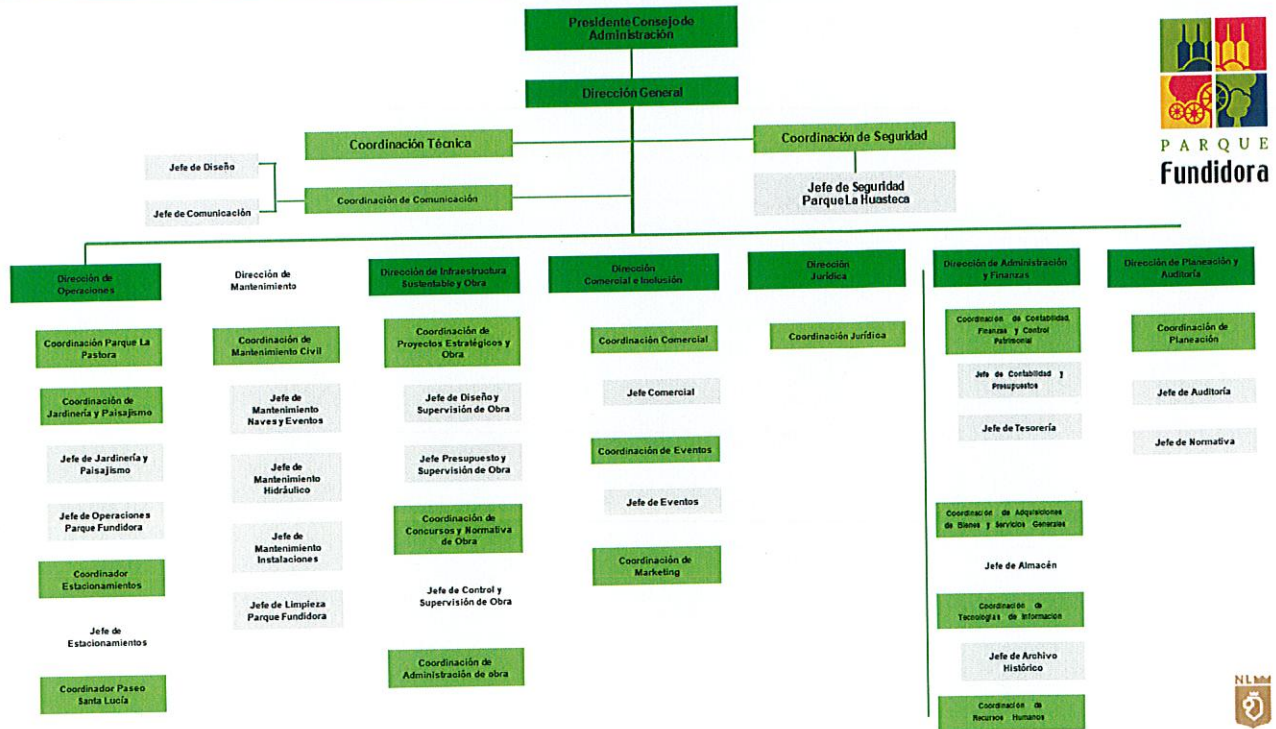 Presidente Consejo de
Administración
Dirección General
Coordinación Técnica
Coordinación de Seguridad
Jefe de Diseño
Jefe de Seguridad
Parque La Huasteca
Coordinación de Comunicación
Jefe de Comunicación
PARQUE
Fundidora
Dirección de
Operaciones
Coordinación Parque La
Pastora
Coordinación de
Jardinería y Paisajismo
Jefe de Jardinería y
Paisajismo
Jefe de Operaciones
Parque Fundidora
Coordinador
Estacionamientos
Jefe de
Estacionamientos
Coordinador Paseo
Santa Lucía
Dirección de
Mantenimiento
Coordinación de
Mantenimiento Civil
Jefe de
Mantenimiento
Naves y Eventos
Jefe de
Mantenimiento
Hidráulico
Jefe de
Mantenimiento
Instalaciones
Jefe de Limpieza
Parque Fundidora
Dirección de Infraestructura
Sustentable y Obra
Coordinación de
Proyectos Estratégicos y
Obra
Jefe de Diseño y
Supervisión de Obra
Jefe Presupuesto y
Supervisión de Obra
Coordinación de
Concursos y Normativa
de Obra
Jefe de Control y
Supervisión de Obra
Coordinación de
Administración de obra
Dirección
Comercial e Inclusión
Coordinación Comercial
Jefe Comercial
Coordinación de Eventos
Jefe de Eventos
Coordinación de
Marketing
Dirección
Jurídica
Coordinación Jurídica
Dirección de Administración
y Finanzas
Coordinación de Contabilidad,
Finanzas y Control
Patrimonial
Jefe de Contabilidad y
Presupuestos
Jefe de Tesorería
Coordinación de Adquisiciones
de Bienes y Servicios Generales
Jefe de Almacén
Coordinación de
Tecnologías de Información
Jefe de Archivo
Histórico
Coordinación de
Recursos Humanos
Dirección de Planeación y
Auditoría
Coordinación de
Planeación
Jefe de Auditoría
Jefe de Normativa
NL